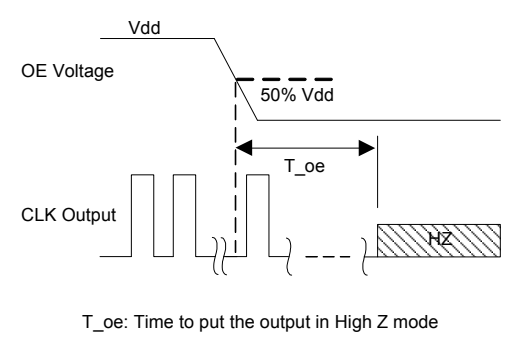 Vdd
OE Voltage
50% Vdd
T_oe
CLK Output
HZ
T_oe: Time to put the output in High Z mode